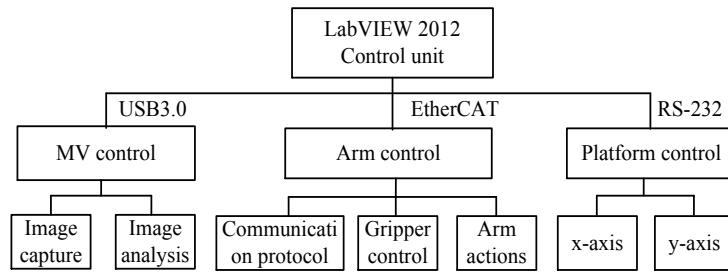 LabVIEW 2012
Control unit
USB3.0
EtherCAT
RS-232
MV control
Arm control
Platform control
Image
capture
Image
analysis
Communicati
on protocol
Gripper
control
Arm
actions
x-axis
y-axis